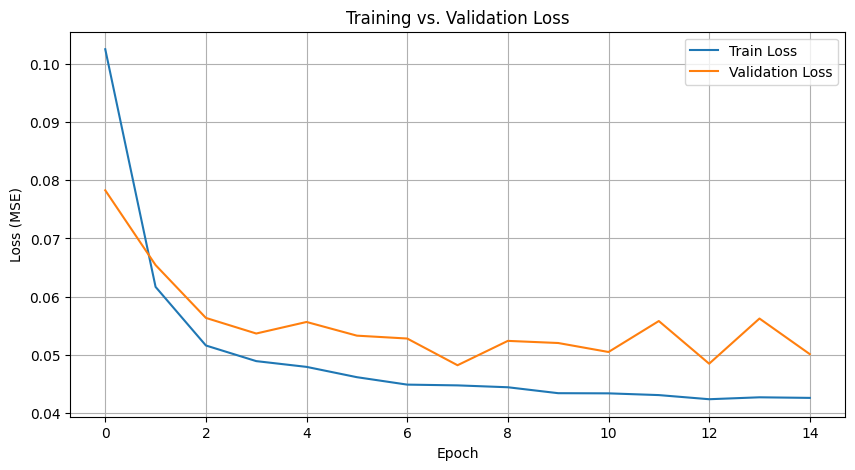 Training vs. Validation Loss
Train Loss
Validation Loss
Loss (MSE)
0.10
0.09
0.08
0.07
0.06
0.05
0.04
0 2 4 6 8 10 12 14
Epoch